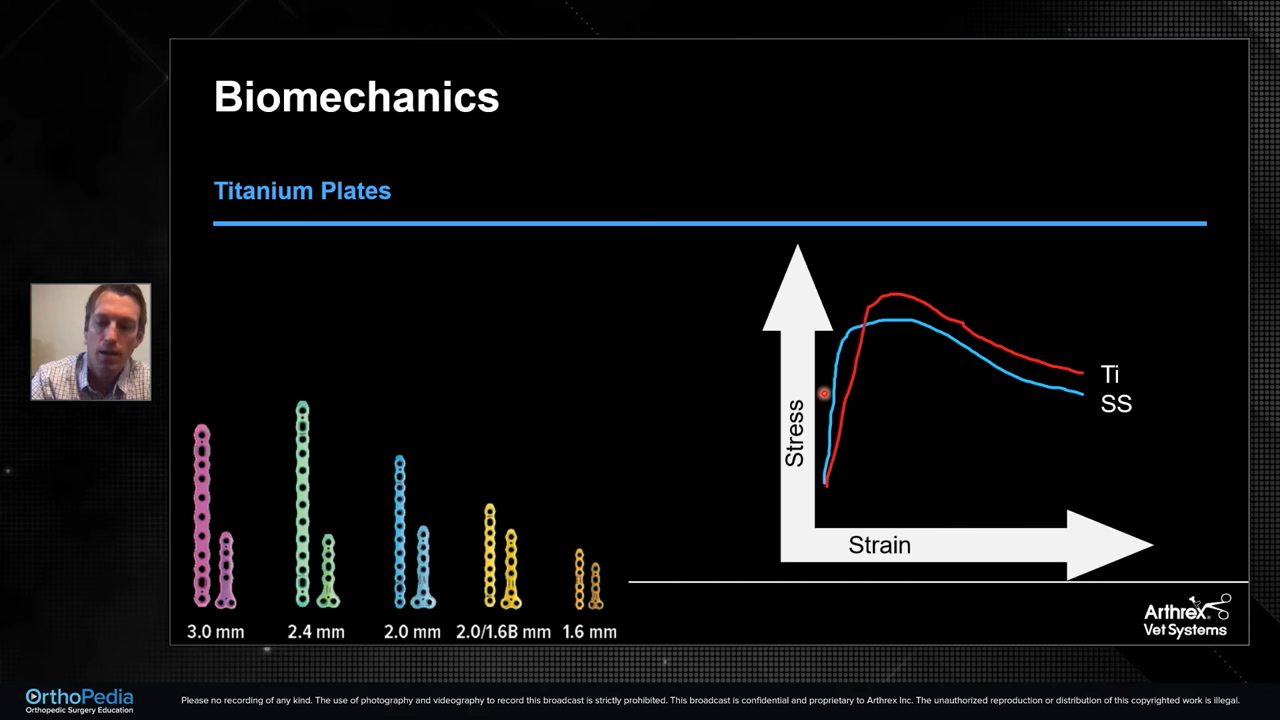 Biomechanics
Titanium Plates
Stress
Ti
SS
Strain
3.0 mm
2.4 mm
2.0 mm
2.0/1.6B mm
1.6 mm
Arthrex
Vet Systems
OrthoPedia
Orthopedic Surgery Education
Please no recording of any kind. The use of photography and videography to record this broadcast is strictly prohibited. This broadcast is confidential and proprietary to Arthrex Inc. The unauthorized reproduction or distribution of this copyrighted work is illegal.